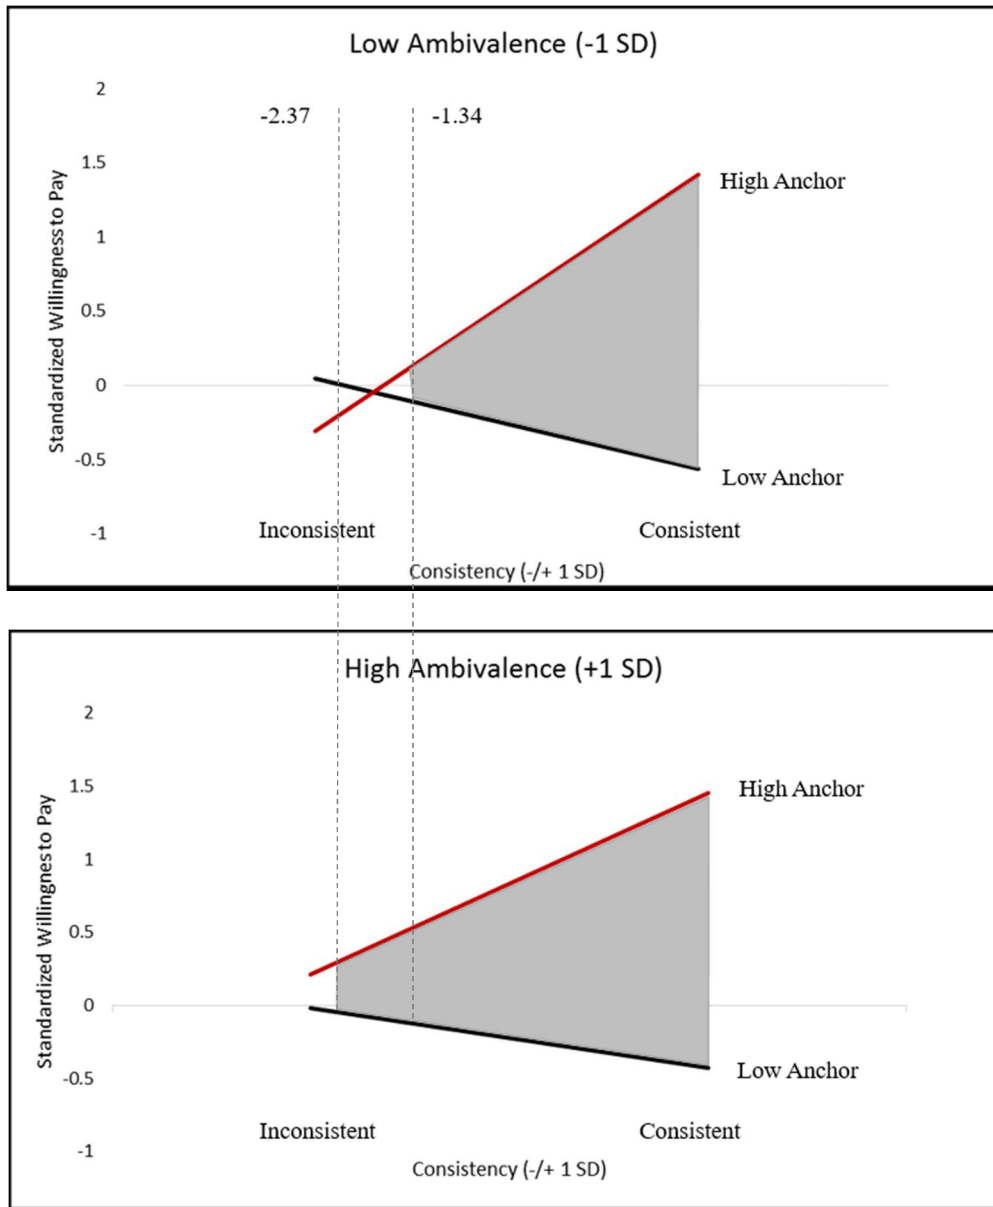 Low Ambivalence (-1 SD)
2
-2.37
-1.34
1.5
High Anchor
1
0.5
0
-0.5
Low Anchor
-1
Inconsistent
Consistent
Consistency (-/+ 1 SD)
Standardized Willingness to Pay
High Ambivalence (+1 SD)
2
1.5
High Anchor
1
0.5
0
-0.5
Low Anchor
-1
Inconsistent
Consistent
Consistency (-/+ 1 SD)
Standardized Willingnes to Pay